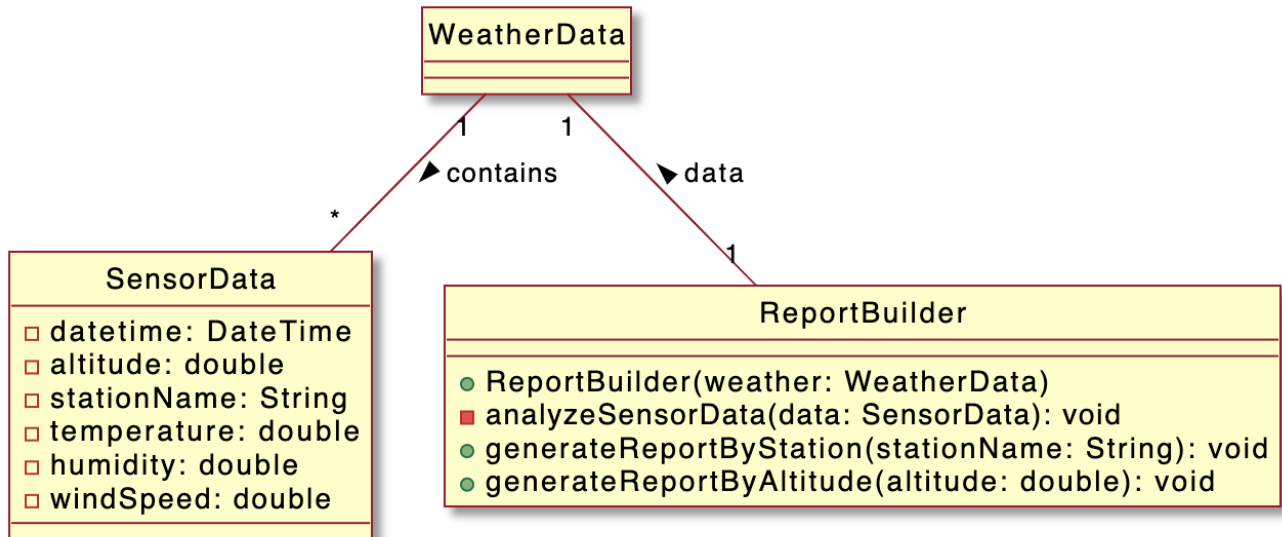 WeatherData
1
1
contains
data
*
1
SensorData
datetime: DateTime
altitude: double
stationName: String
temperature: double
humidity: double
windSpeed: double
ReportBuilder
ReportBuilder(weather: WeatherData)
analyzeSensorData(data: SensorData): void
generateReportByStation(stationName: String): void
generateReportByAltitude(altitude: double): void